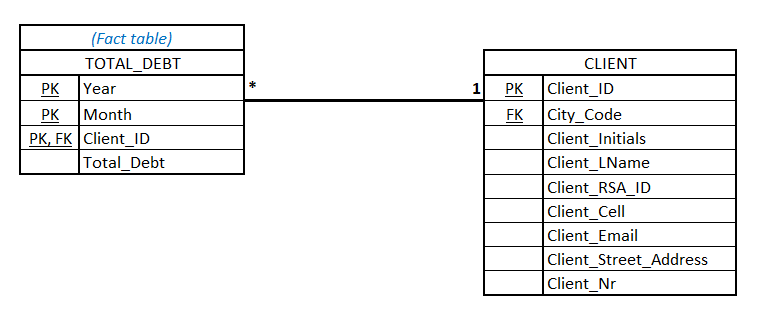 (Fact table)
TOTAL_DEBT
PK Year
PK Month
PK, FK Client_ID
Total_Debt
* 1
CLIENT
PK Client_ID
FK City_Code
Client_Initials
Client_LName
Client_RSA_ID
Client_Cell
Client_Email
Client_Street_Address
Client_Nr